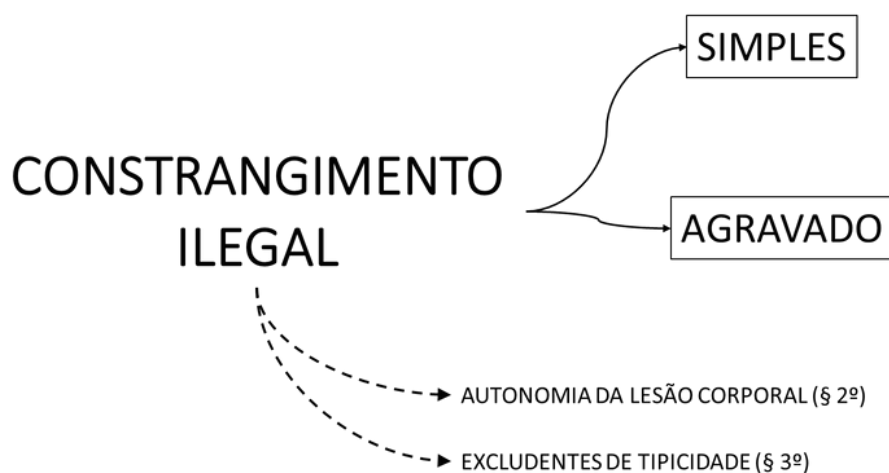 SIMPLES
CONSTRANGIMENTO
ILEGAL
AGRAVADO
AUTONOMIA DA LESÃO CORPORAL (§ 2º)
EXCLUDENTES DE TIPICIDADE (§ 3º)